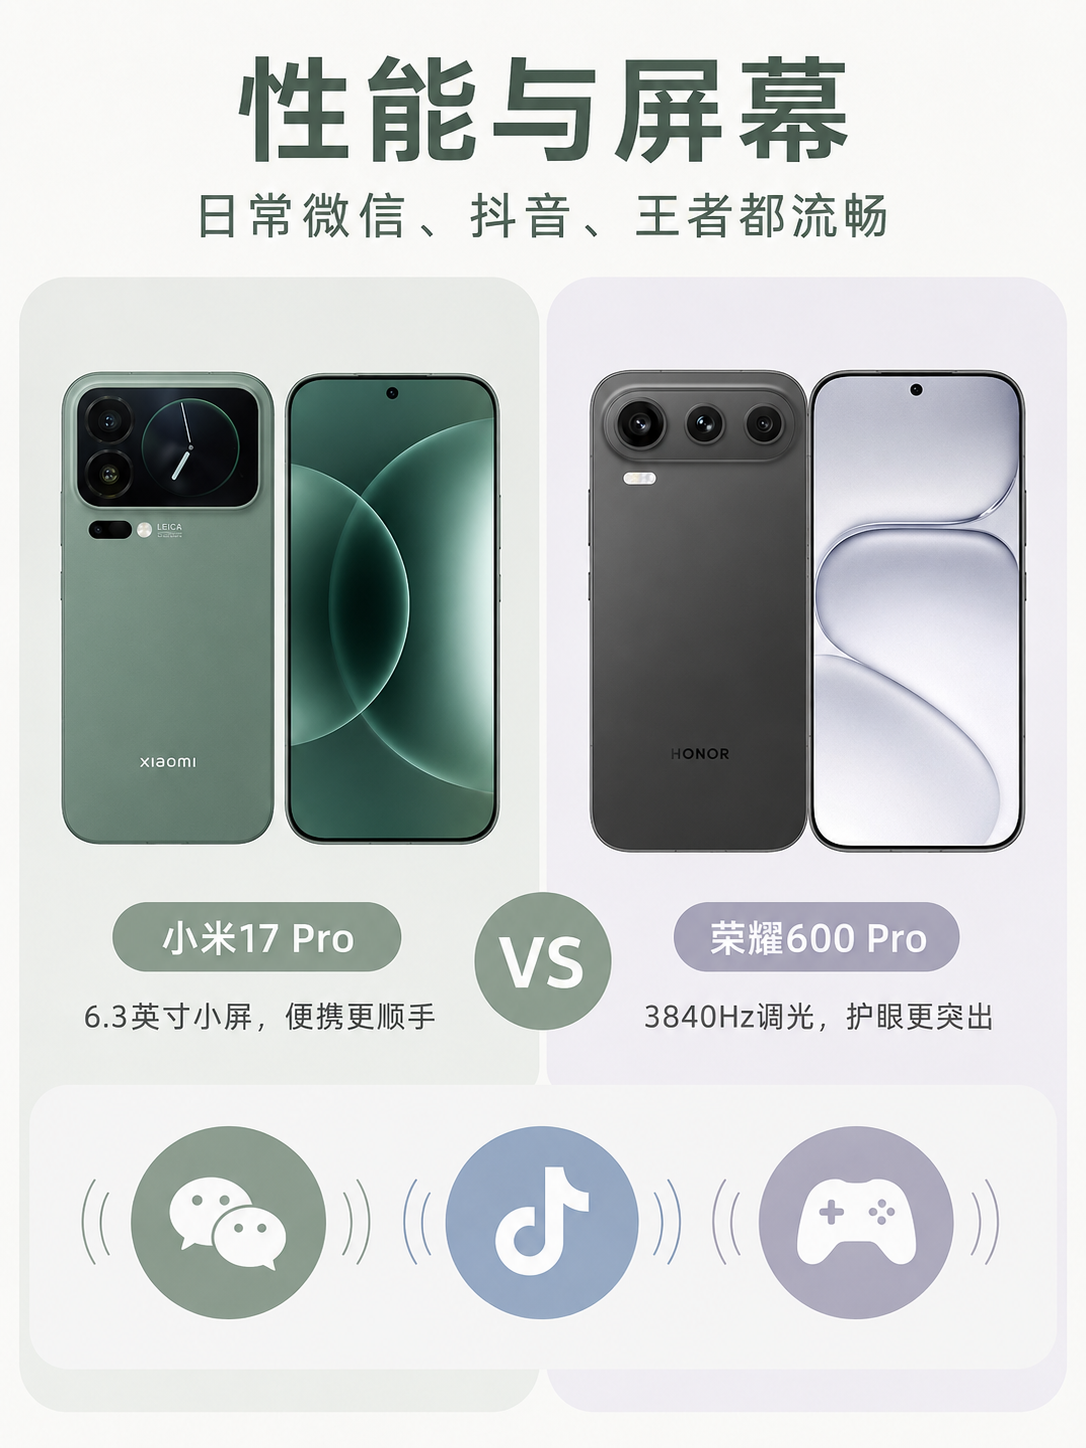 性能与屏幕
日常微信、抖音、王者都流畅
LEICA
xiaomi
HONOR
小米17 Pro
VS
荣耀600 Pro
6.3英寸小屏，便携更顺手
3840Hz调光，护眼更突出